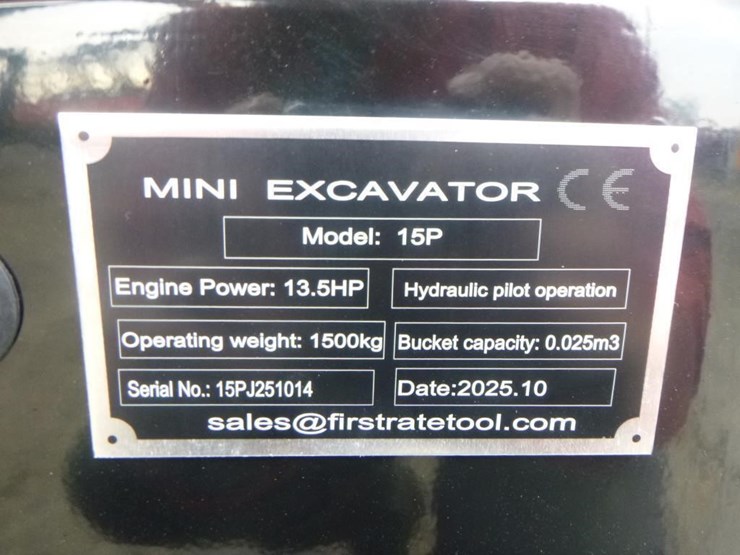 MINI EXCAVATOR CE
Model: 15P
Engine Power: 13.5HP
Hydraulic pilot operation
Operating weight: 1500kg
Bucket capacity: 0.025m3
Serial No.: 15PJ251014
Date:2025.10
sales@firstratetool.com